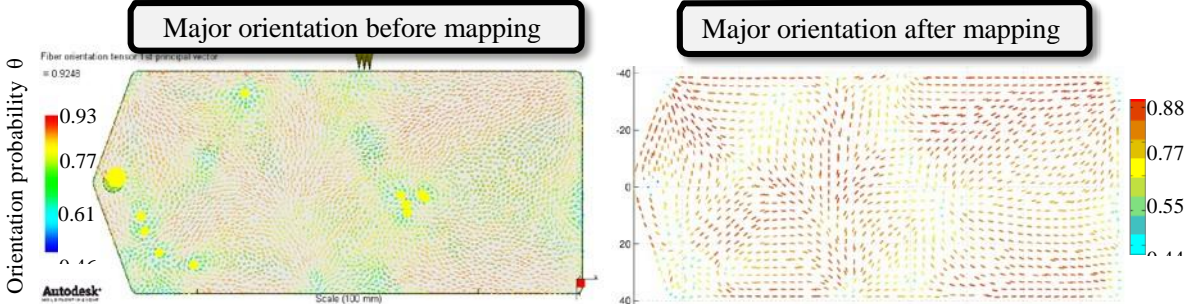 Major orientation before mapping
Major orientation after mapping
Fiber orientation tensor 1st principal vector
= 0.9248
Orientation probability θ
0.93
0.77
0.61
Scale (100 mm)
Autodesk
-40
-20
0
20
40
0.88
0.77
0.55